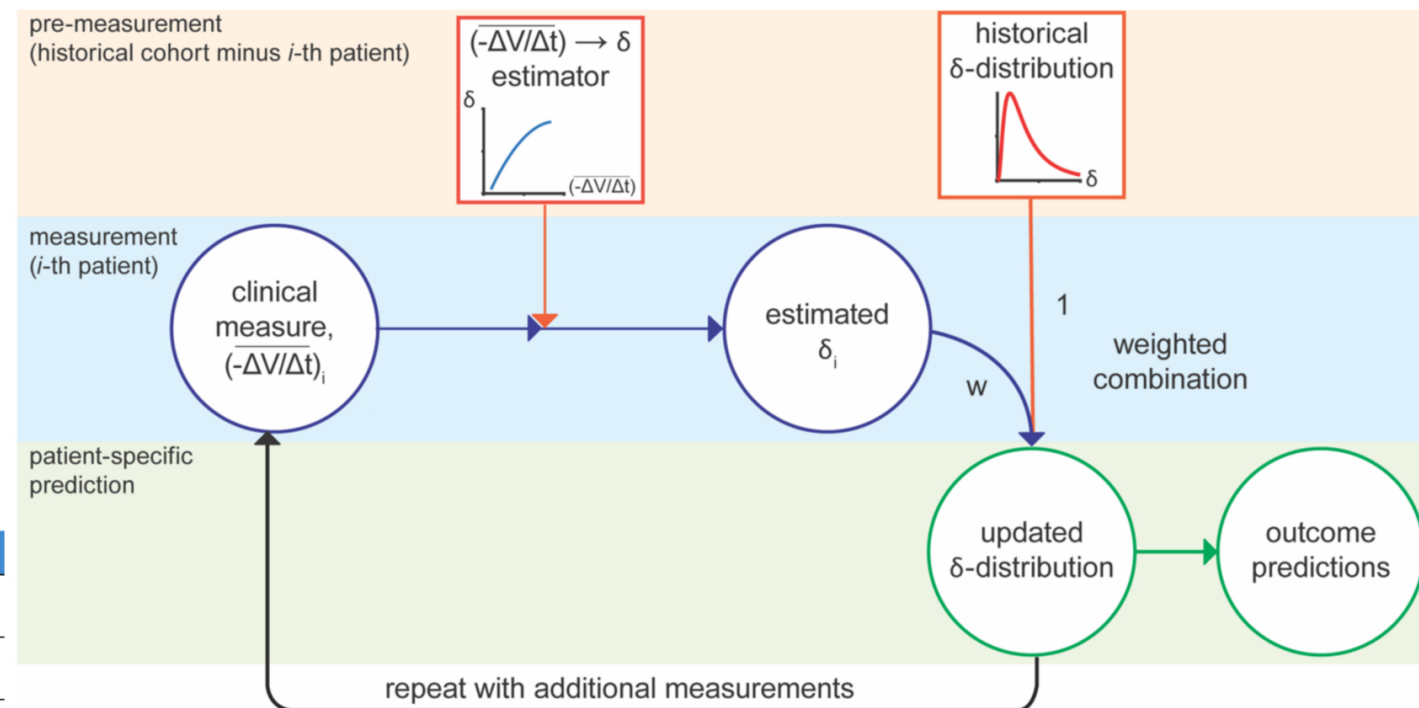 pre-measurement
(historical cohort minus i-th patient)
(-ΔV/Δt) → δ
estimator
δ
(-ΔV/Δt)
historical
δ-distribution
δ
measurement
(i-th patient)
clinical
measure,
(-ΔV/Δt)i
estimated
δi
1
w
weighted
combination
patient-specific
prediction
updated
δ-distribution
outcome
predictions
repeat with additional measurements